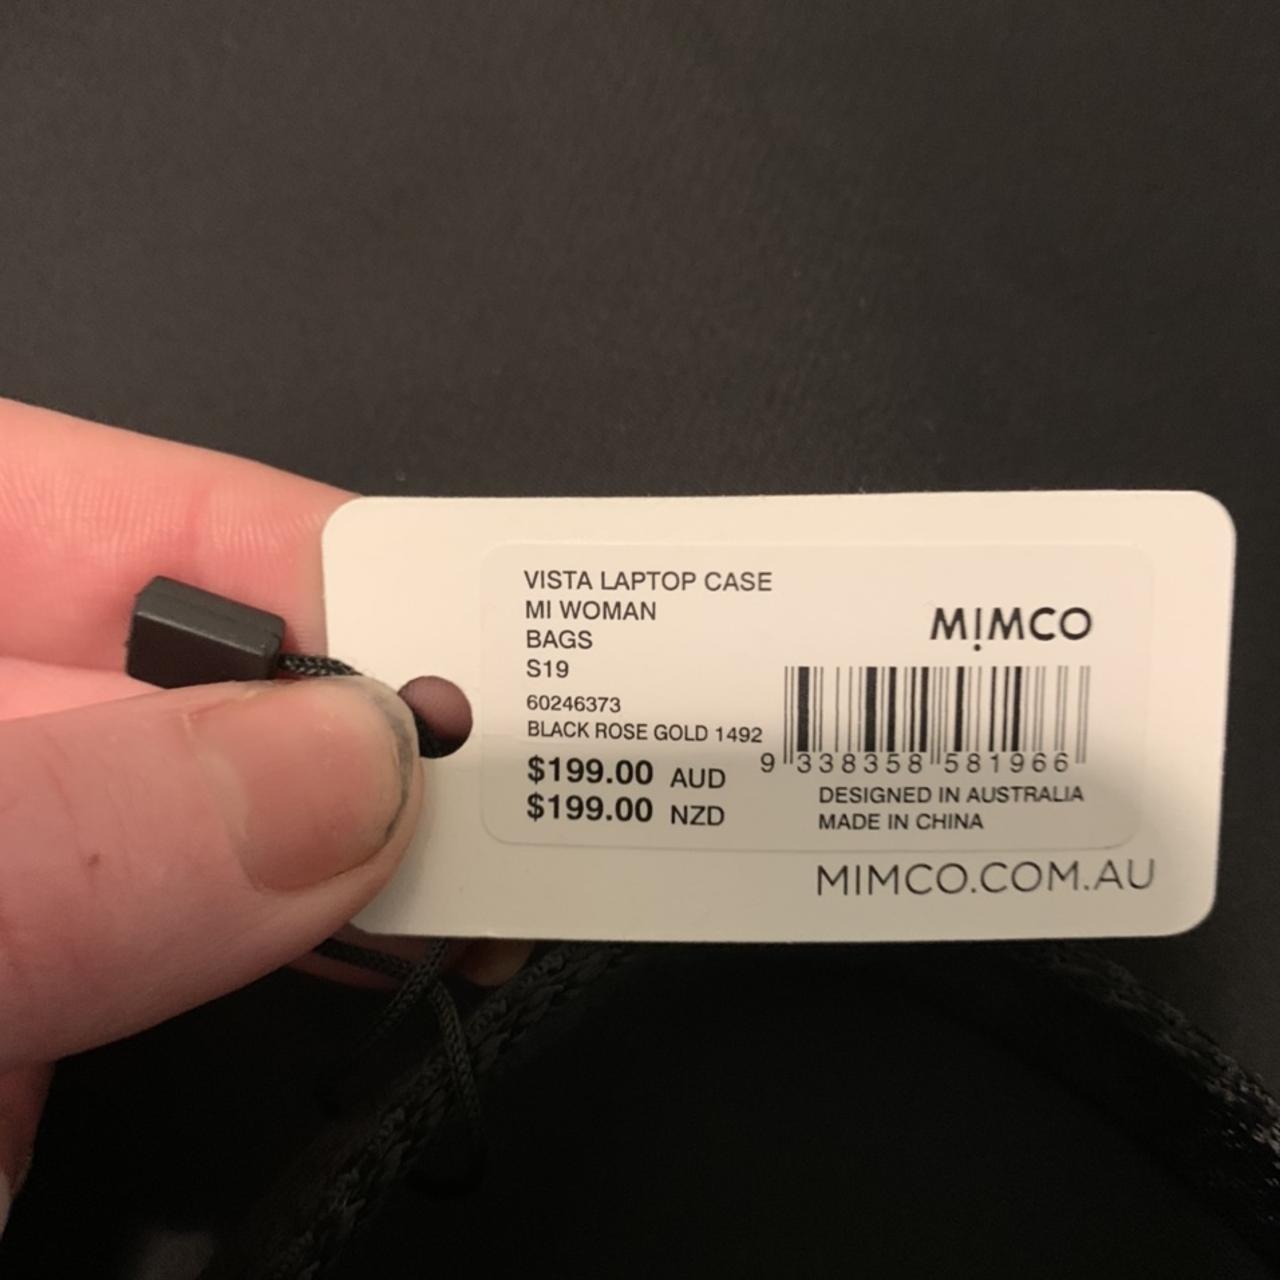 VISTA LAPTOP CASE
MI WOMAN
BAGS
S19
60246373
BLACK ROSE GOLD 1492
$199.00 AUD
$199.00 NZD
MIMCO
9 338358 581966
DESIGNED IN AUSTRALIA
MADE IN CHINA
MIMCO.COM.AU